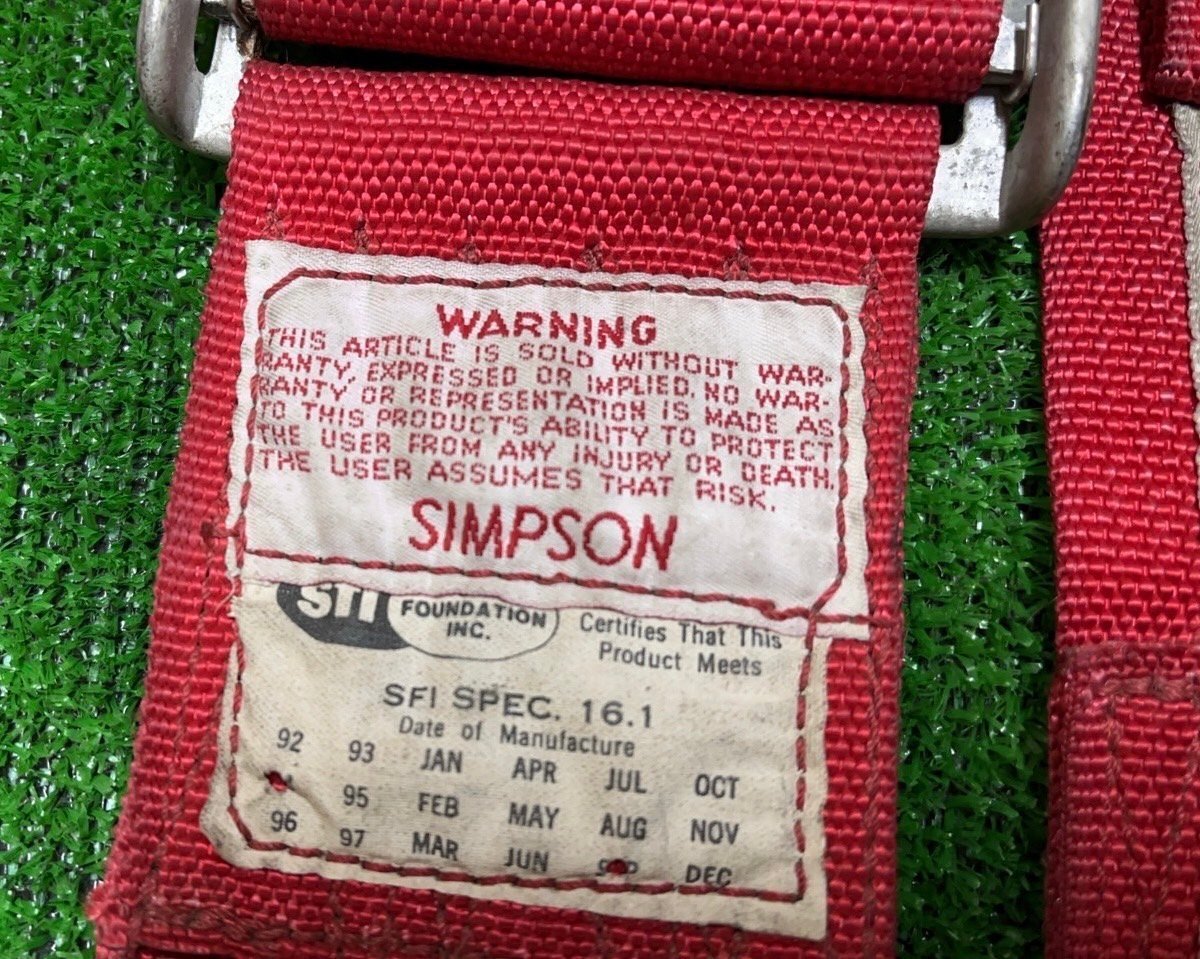 WARNING
THIS ARTICLE IS SOLD WITHOUT WAR-
RANTY, EXPRESSED OR IMPLIED. NO WAR-
RANTY OR REPRESENTATION IS MADE AS
TO THIS PRODUCT'S ABILITY TO PROTECT
THE USER FROM ANY INJURY OR DEATH.
THE USER ASSUMES THAT RISK.
SIMPSON
SFI FOUNDATION
INC.
Certifies That This
Product Meets
SFI SPEC. 16.1
Date of Manufacture
92 93 JAN APR JUL OCT
95 FEB MAY AUG NOV
96 97 MAR JUN DEC